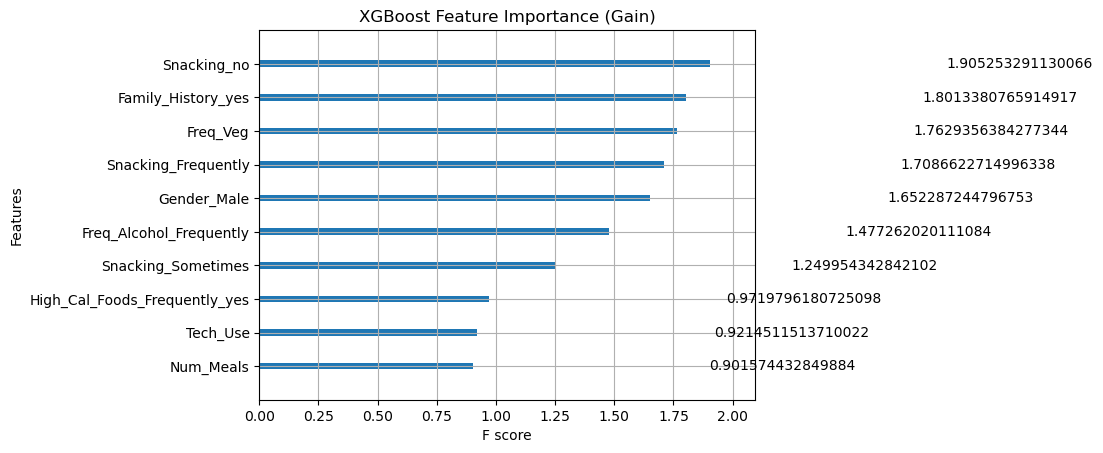 XGBoost Feature Importance (Gain)
Snacking_no 1.905253291130066
Family_History_yes 1.8013380765914917
Freq_Veg 1.7629356384277344
Snacking_Frequently 1.7086622714996338
Gender_Male 1.652287244796753
Freq_Alcohol_Frequently 1.477262020111084
Snacking_Sometimes 1.249954342842102
High_Cal_Foods_Frequently_yes 0.9719796180725098
Tech_Use 0.9214511513710022
Num_Meals 0.901574432849884
Features
0.00 0.25 0.50 0.75 1.00 1.25 1.50 1.75 2.00
F score